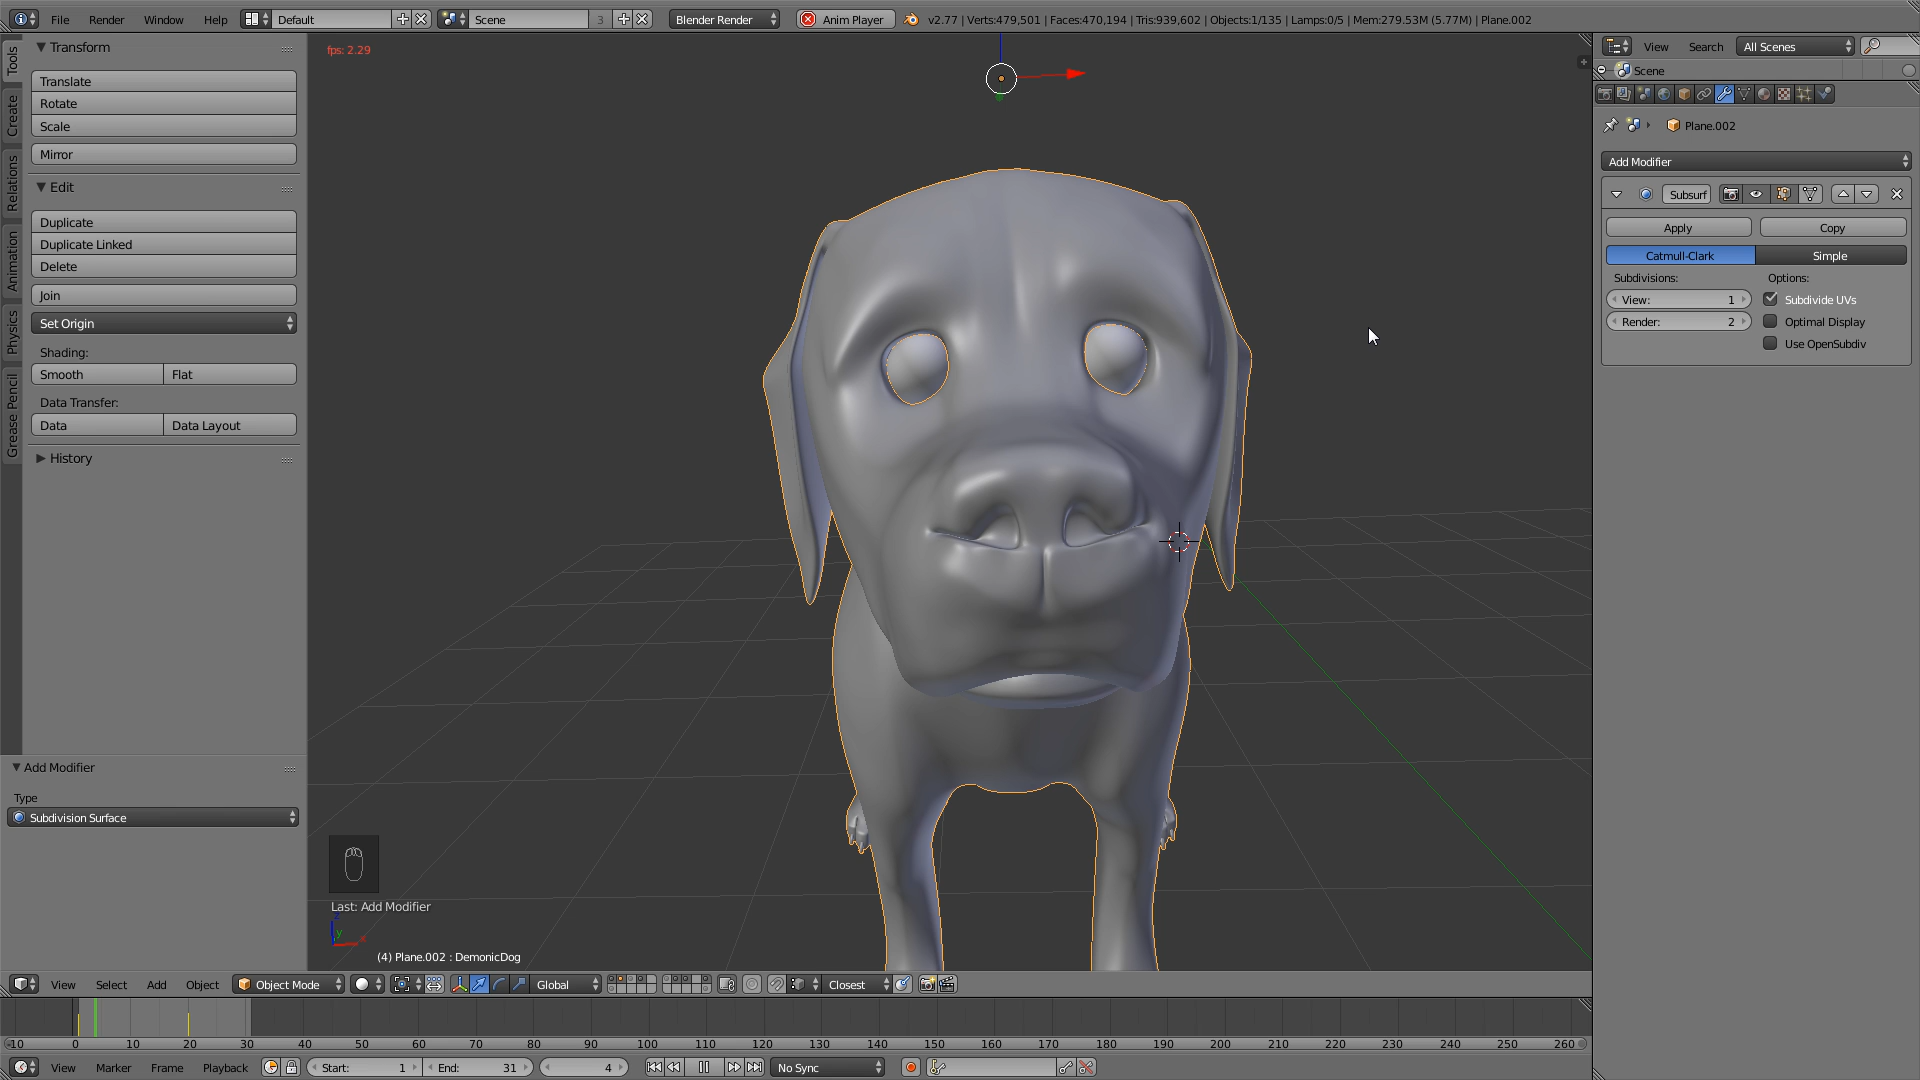 File Render Window Help Default Scene 3 Blender Render Anim Player v2.77 | Verts:479,501 | Faces:470,194 | Tris:939,602 | Objects:1/135 | Lamps:0/5 | Mem:279.53M (5.77M) | Plane.002
Tools
Create
Relations
Animation
Physics
Grease Pencil
Transform
Translate
Rotate
Scale
Mirror
Edit
Duplicate
Duplicate Linked
Delete
Join
Set Origin
Shading:
Smooth Flat
Data Transfer:
Data Data Layout
History
Add Modifier
Type
Subdivision Surface
fps: 2.29
Last: Add Modifier
z
y x
(4) Plane.002 : DemonicDog
View Search All Scenes
Scene
Plane.002
Add Modifier
Subsurf
Apply Copy
Catmull-Clark Simple
Subdivisions: Options:
View: 1 Subdivide UVs
Render: 2 Optimal Display
Use OpenSubdiv
View Select Add Object Object Mode Global Closest
-10 0 10 20 30 40 50 60 70 80 90 100 110 120 130 140 150 160 170 180 190 200 210 220 230 240 250 260
View Marker Frame Playback Start: 1 End: 31 4 No Sync